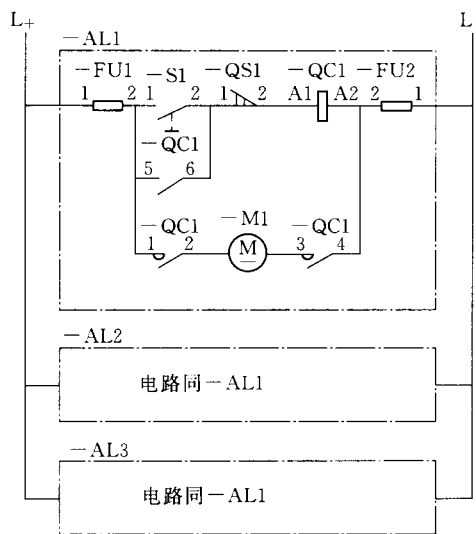 L+ L
－AL1
－FU1 －S1 －QS1 －QC1 －FU2
1 2 1 2 1 2 A1 A2 2 1
－QC1
5 6
－QC1 －M1 －QC1
1 2 M 3 4
－AL2
电路同－AL1
－AL3
电路同－AL1